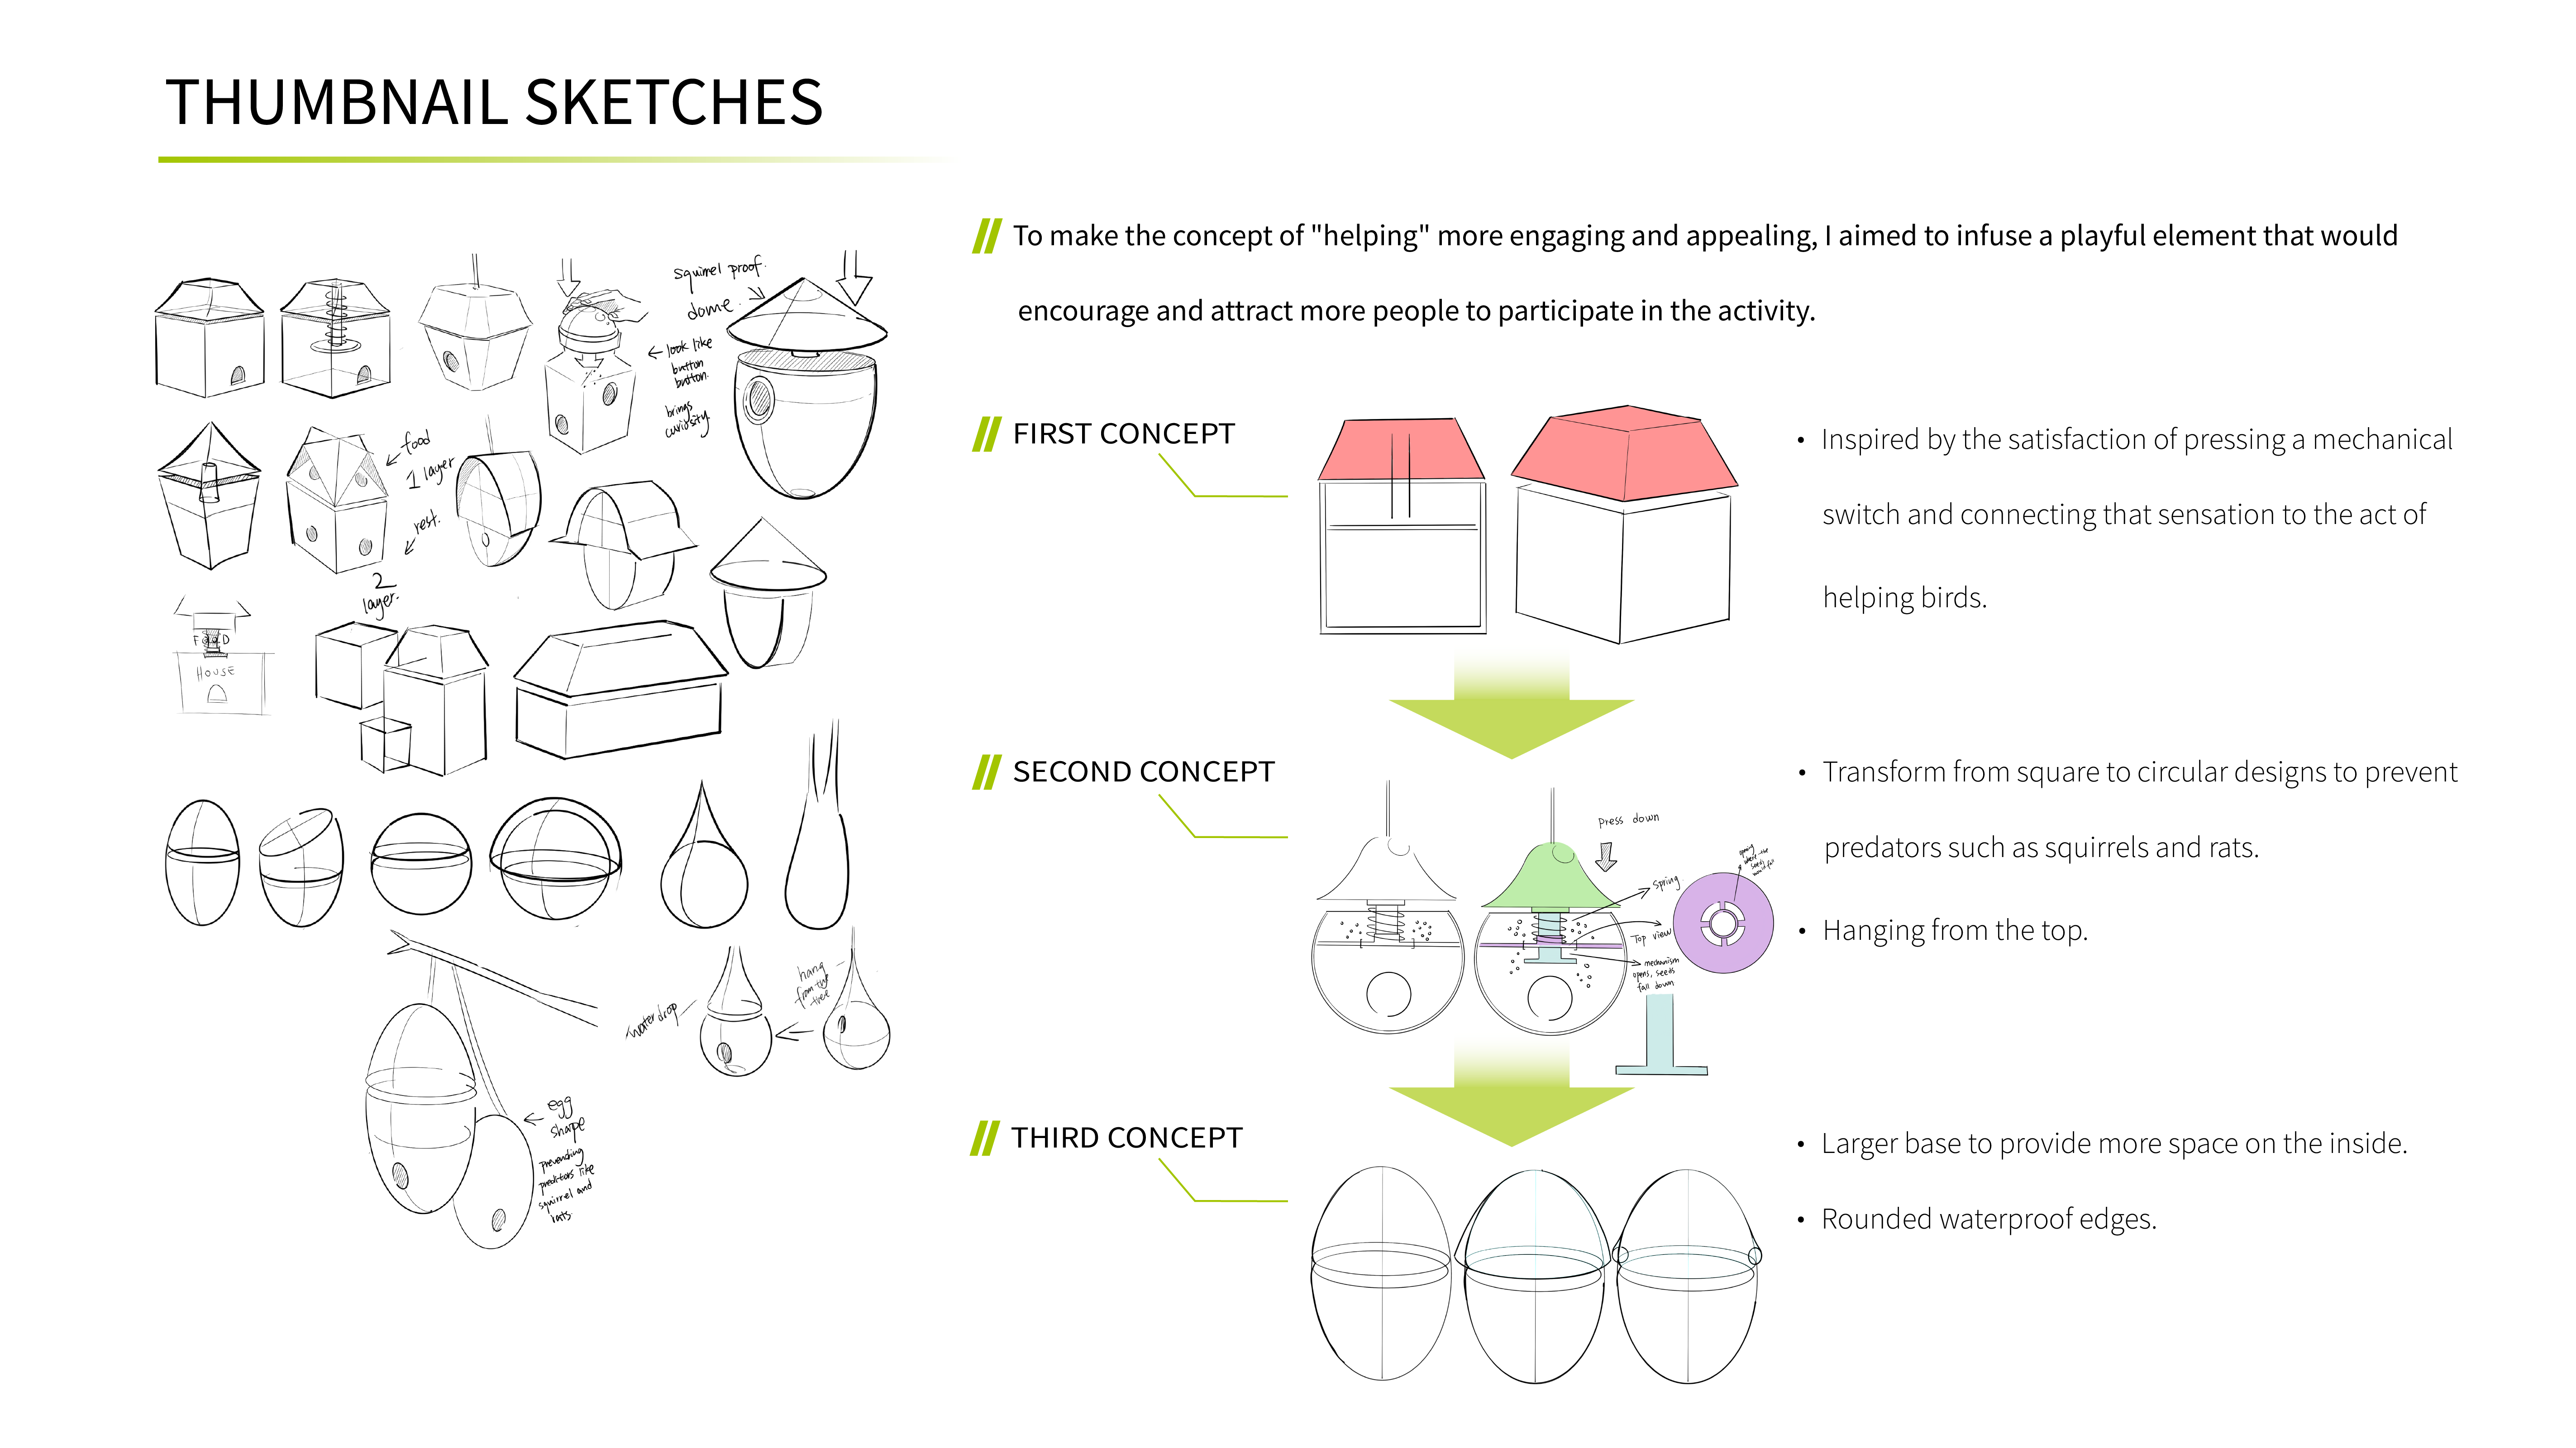 THUMBNAIL SKETCHES
squirrel proof.
dome.
look like
button
button.
brings
curiosity
food
1 layer
rest.
2
layer.
FOOD
HOUSE
waterdrop
hang
from the
tree
egg
shape
prevending
preditors like
squirrel and
rats.
// To make the concept of "helping" more engaging and appealing, I aimed to infuse a playful element that would
encourage and attract more people to participate in the activity.
// FIRST CONCEPT
• Inspired by the satisfaction of pressing a mechanical
switch and connecting that sensation to the act of
helping birds.
// SECOND CONCEPT
press down
spring
Top view
mechanism
opens, seeds
fall down
• Transform from square to circular designs to prevent
predators such as squirrels and rats.
• Hanging from the top.
// THIRD CONCEPT
• Larger base to provide more space on the inside.
• Rounded waterproof edges.